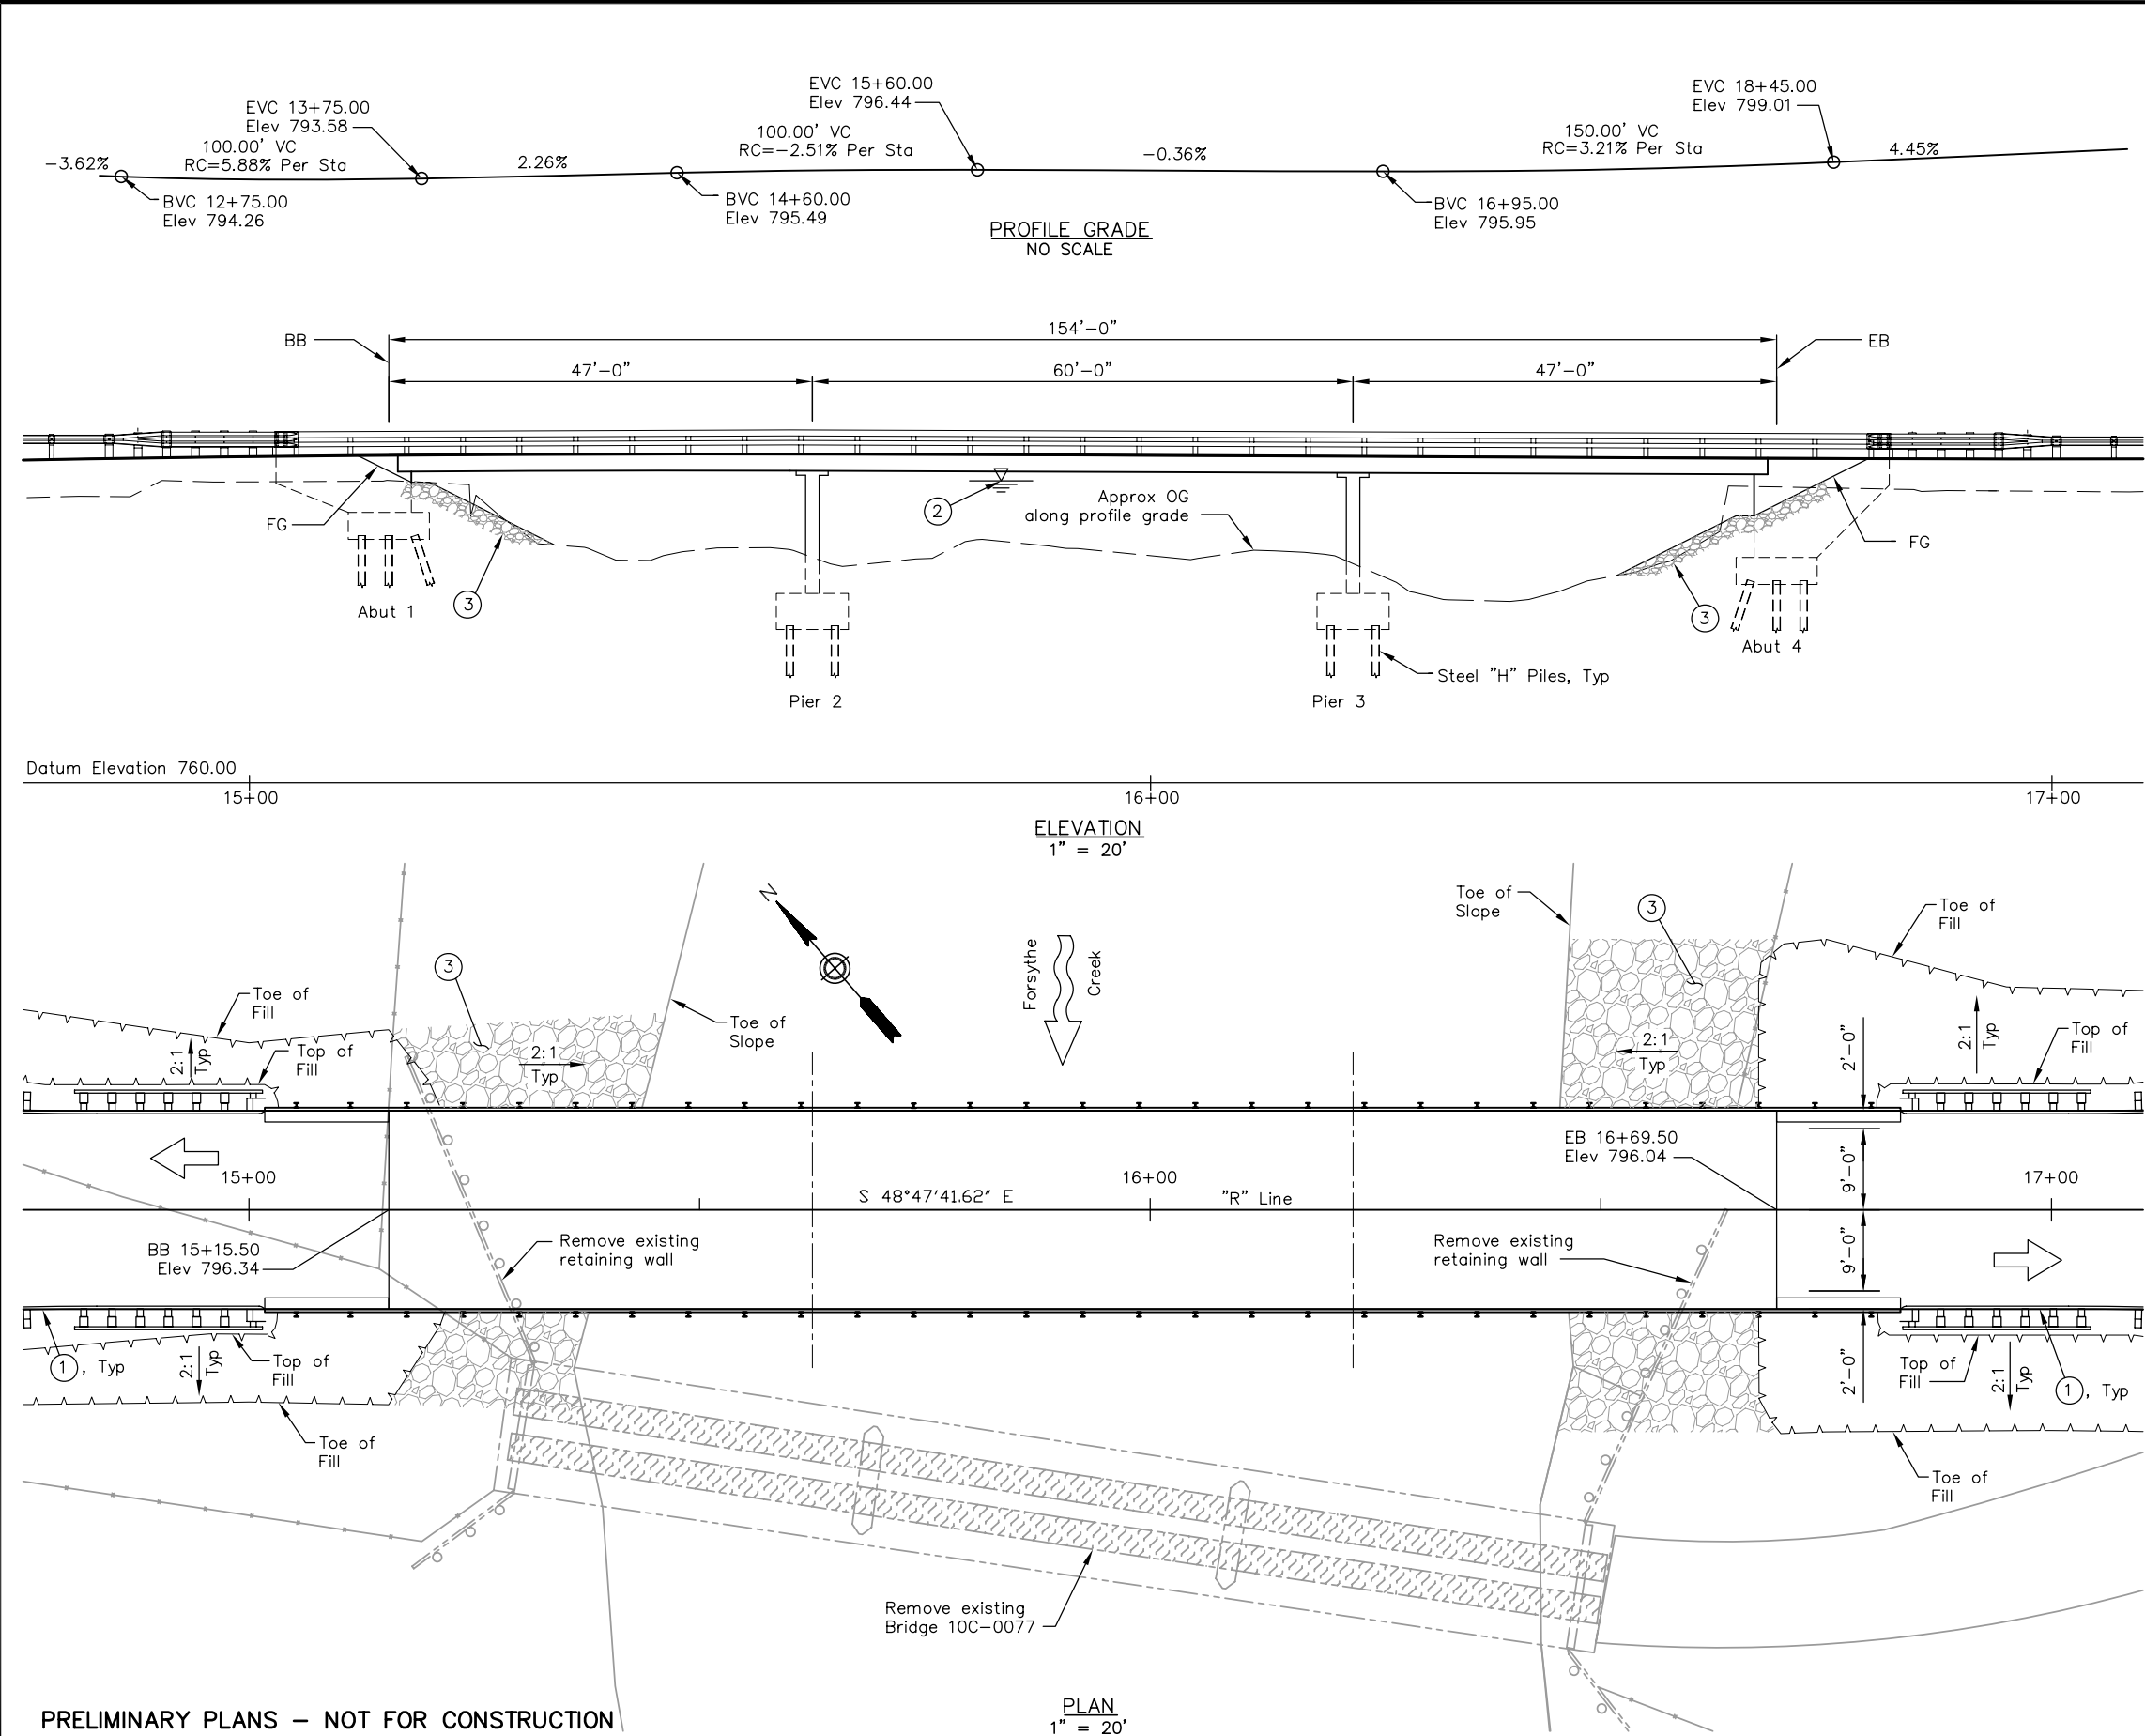 EVC 13+75.00
Elev 793.58
EVC 15+60.00
Elev 796.44
EVC 18+45.00
Elev 799.01
-3.62%
100.00' VC
RC=5.88% Per Sta
2.26%
100.00' VC
RC=-2.51% Per Sta
-0.36%
150.00' VC
RC=3.21% Per Sta
4.45%
BVC 12+75.00
Elev 794.26
BVC 14+60.00
Elev 795.49
BVC 16+95.00
Elev 795.95
PROFILE GRADE
NO SCALE
BB
154'-0"
EB
47'-0"
60'-0"
47'-0"
FG
2
Approx OG
along profile grade
FG
Abut 1
3
3
Abut 4
Steel "H" Piles, Typ
Pier 2
Pier 3
Datum Elevation 760.00
15+00
16+00
17+00
ELEVATION
1" = 20'
N
Forsythe
Creek
Toe of
Slope
3
Toe of
Fill
3
Toe of
Fill
Toe of
Slope
2:1
Typ
Top of
Fill
2:1
Typ
2:1
Typ
2'-0"
2:1
Typ
Top of
Fill
15+00
16+00
17+00
S 48°47'41.62" E
"R" Line
EB 16+69.50
Elev 796.04
9'-0"
9'-0"
BB 15+15.50
Elev 796.34
Remove existing
retaining wall
Remove existing
retaining wall
1, Typ
2:1
Typ
Top of
Fill
2'-0"
Top of
Fill
2:1
Typ
1, Typ
Toe of
Fill
Toe of
Fill
Remove existing
Bridge 10C-0077
PRELIMINARY PLANS - NOT FOR CONSTRUCTION
PLAN
1" = 20'